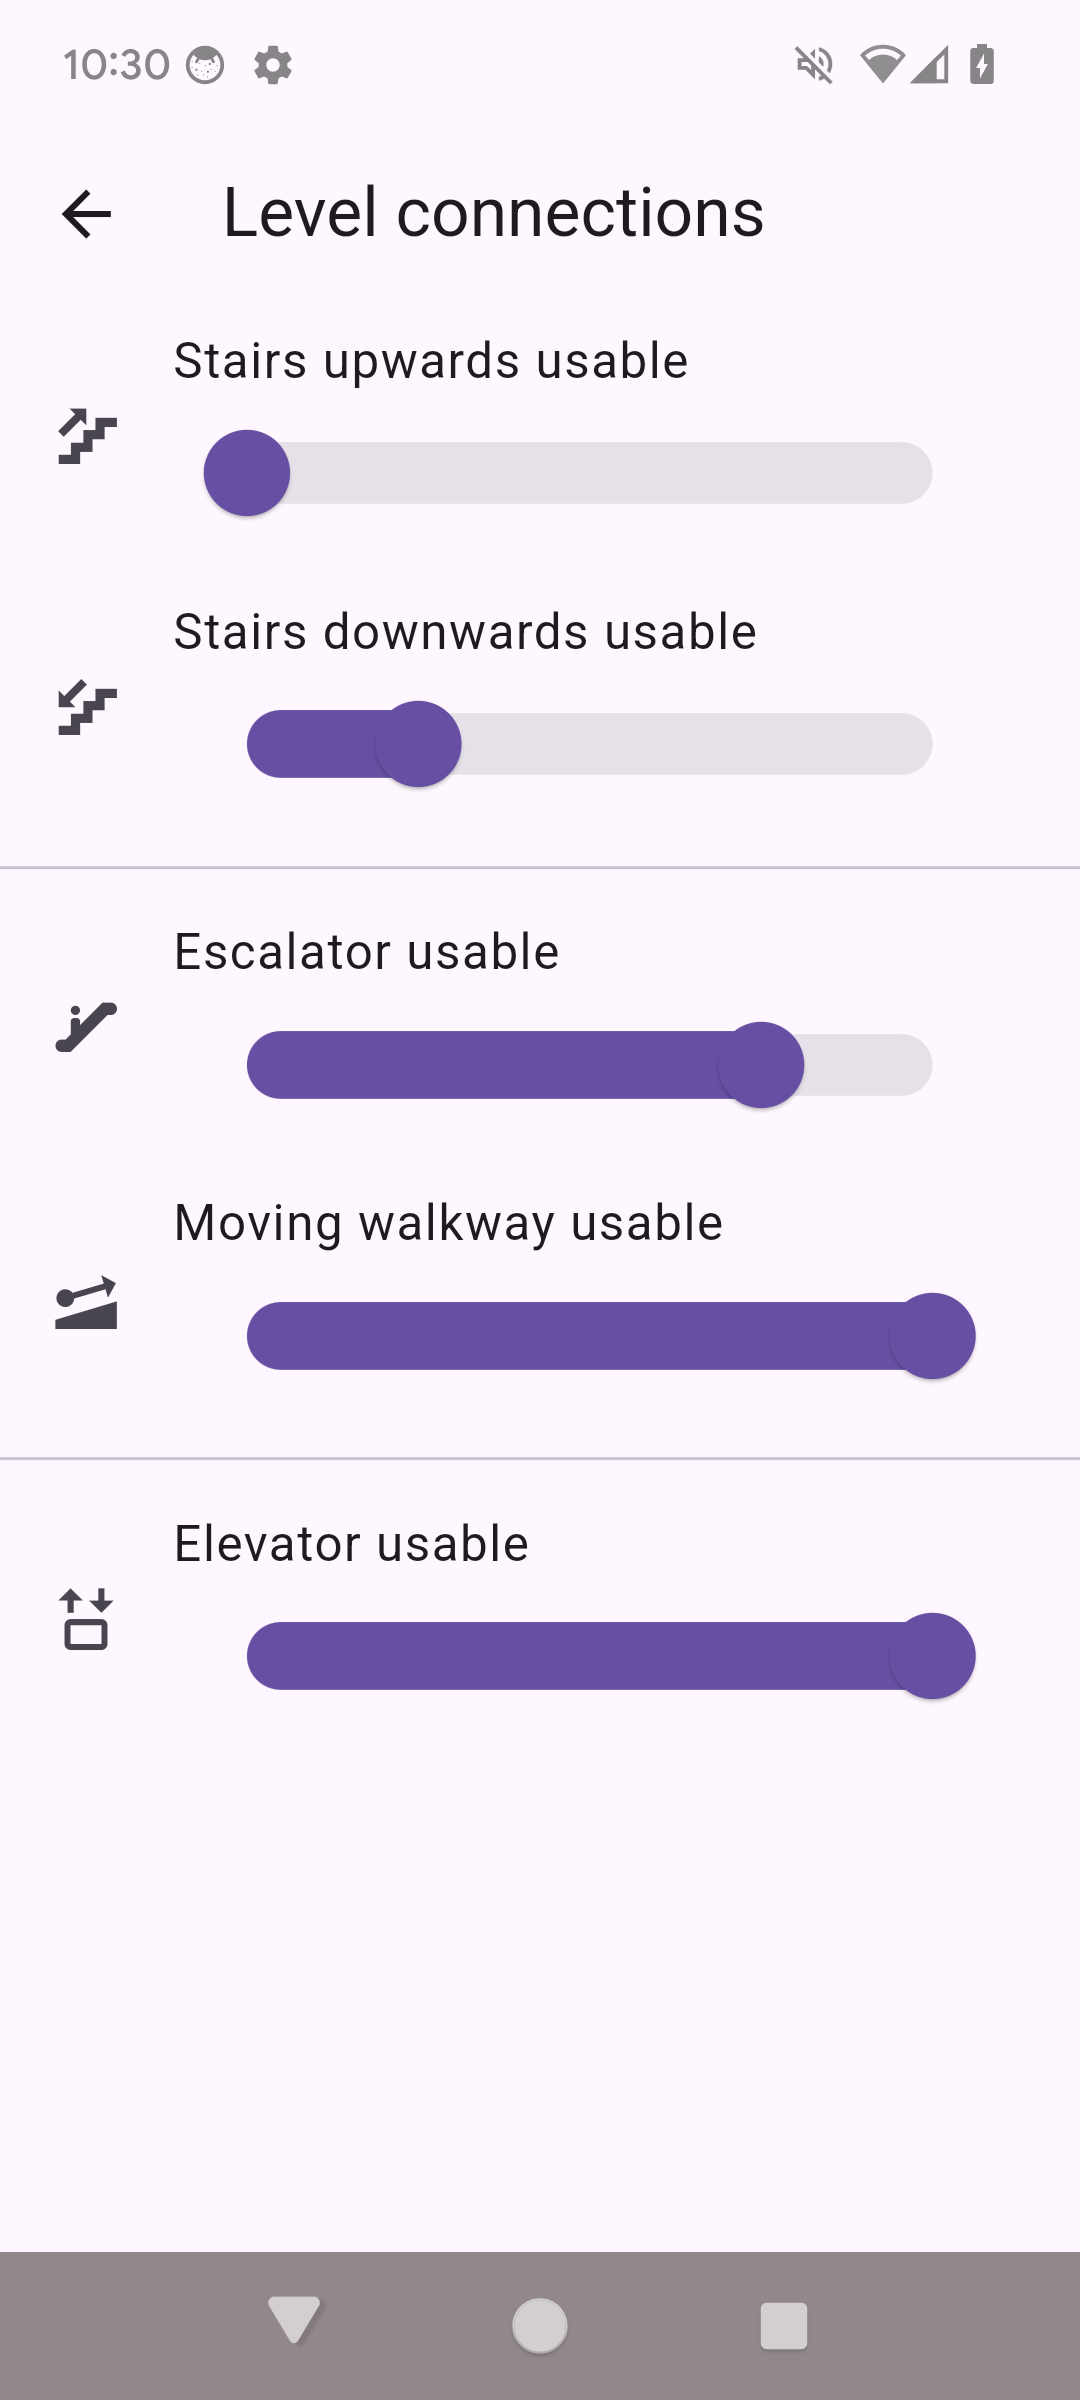 10:30
Level connections
Stairs upwards usable
Stairs downwards usable
Escalator usable
Moving walkway usable
Elevator usable